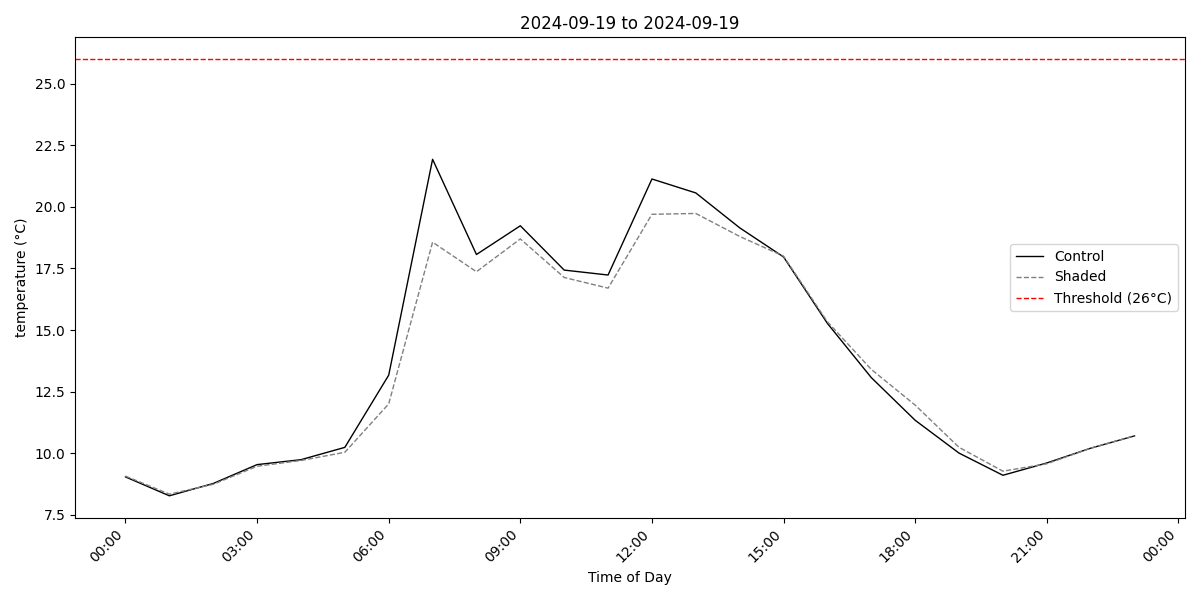 2024-09-19 to 2024-09-19
temperature (°C)
25.0
22.5
20.0
17.5
15.0
12.5
10.0
7.5
Control
Shaded
Threshold (26°C)
00:00
03:00
06:00
09:00
12:00
15:00
18:00
21:00
00:00
Time of Day